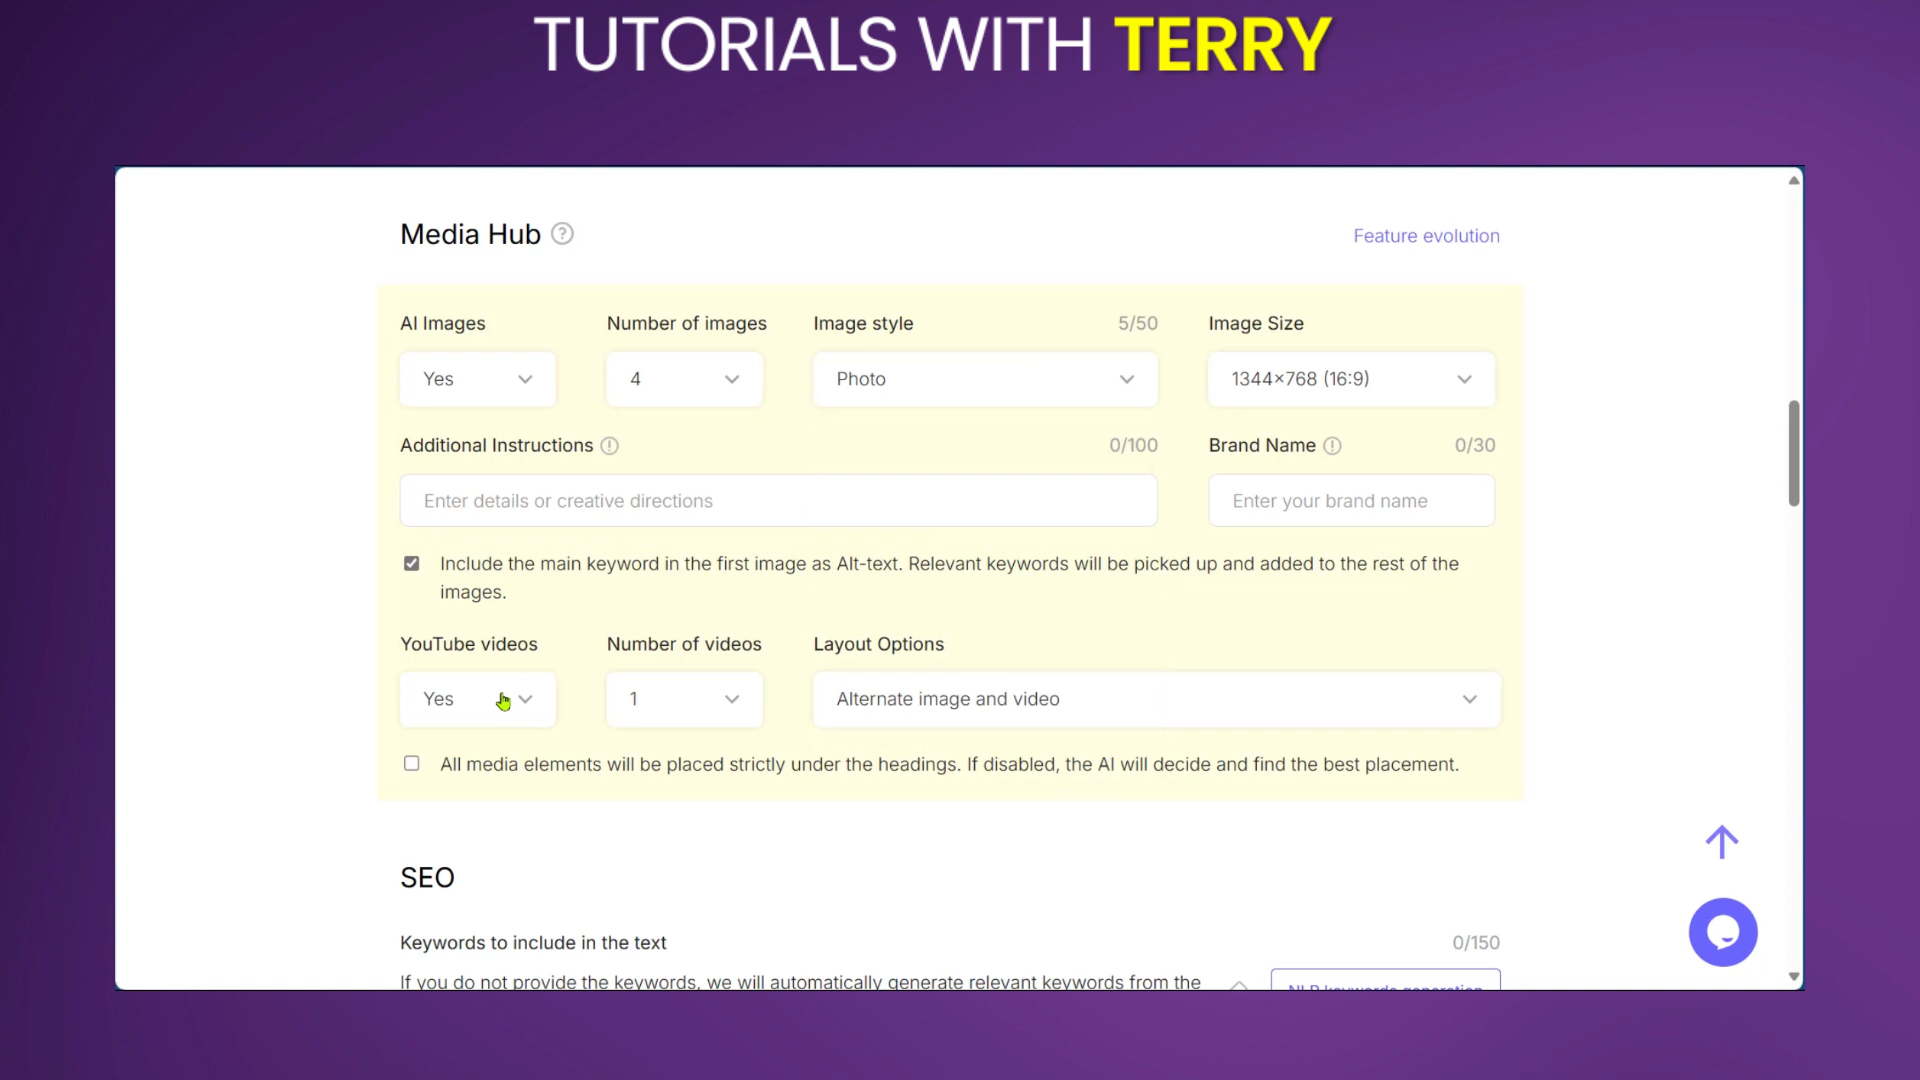 TUTORIALS WITH TERRY
Media Hub
Feature evolution
AI Images
Number of images
Image style
5/50
Image Size
Yes
4
Photo
1344×768 (16:9)
Additional Instructions
0/100
Brand Name
0/30
Enter details or creative directions
Enter your brand name
Include the main keyword in the first image as Alt-text. Relevant keywords will be picked up and added to the rest of the
images.
YouTube videos
Number of videos
Layout Options
Yes
1
Alternate image and video
All media elements will be placed strictly under the headings. If disabled, the AI will decide and find the best placement.
SEO
Keywords to include in the text
0/150
If you do not provide the keywords, we will automatically generate relevant keywords from the
NLP keywords generation